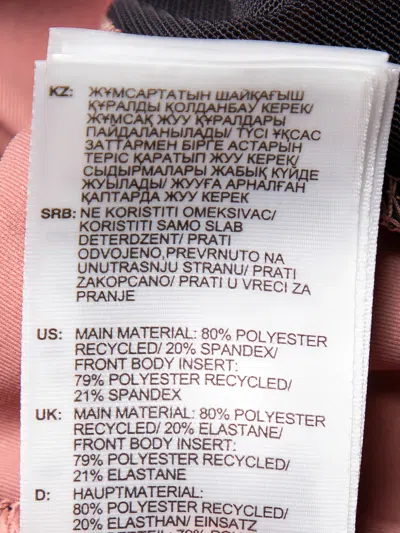 KZ: ЖҰМСАРТАТЫН ШАЙҚАҒЫШ
ҚҰРАЛДЫ ҚОЛДАНБАУ КЕРЕК/
ЖҰМСАҚ ЖУУ ҚҰРАЛДАРЫ
ПАЙДАЛАНЫЛАДЫ/ ТҮСІ ҰҚСАС
ЗАТТАРМЕН БІРГЕ АСТАРЫН
ТЕРІС ҚАРАТЫП ЖУУ КЕРЕК/
СЫДЫРМАЛАРЫ ЖАБЫҚ КҮЙДЕ
ЖУЫЛАДЫ/ ЖУУҒА АРНАЛҒАН
ҚАПТАРДА ЖУУ КЕРЕК
SRB: NE KORISTITI OMEKSIVAC/
KORISTITI SAMO SLAB
DETERDZENT/ PRATI
ODVOJENO,PREVRNUTO NA
UNUTRASNJU STRANU/ PRATI
ZAKOPCANO/ PRATI U VRECI ZA
PRANJE
US: MAIN MATERIAL: 80% POLYESTER
RECYCLED/ 20% SPANDEX/
FRONT BODY INSERT:
79% POLYESTER RECYCLED/
21% SPANDEX
UK: MAIN MATERIAL: 80% POLYESTER
RECYCLED/ 20% ELASTANE/
FRONT BODY INSERT:
79% POLYESTER RECYCLED/
21% ELASTANE
D: HAUPTMATERIAL:
80% POLYESTER RECYCLED/
20% ELASTHAN/ EINSATZ